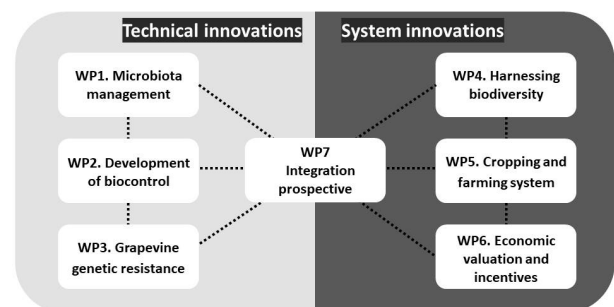 Technical innovations
System innovations
WP1. Microbiota
management
WP2. Development
of biocontrol
WP3. Grapevine
genetic resistance
WP7
Integration
prospective
WP4. Harnessing
biodiversity
WP5. Cropping and
farming system
WP6. Economic
valuation and
incentives